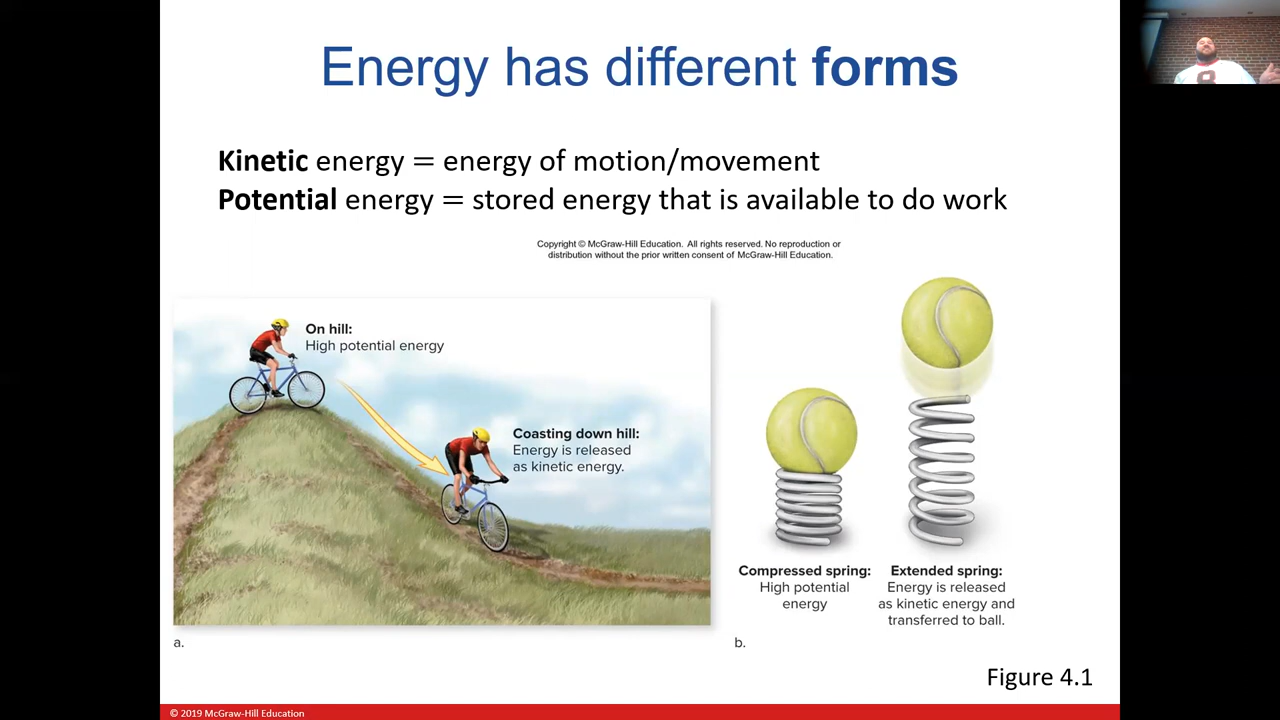 Energy has different forms
Kinetic energy = energy of motion/movement
Potential energy = stored energy that is available to do work
Copyright © McGraw-Hill Education. All rights reserved. No reproduction or
distribution without the prior written consent of McGraw-Hill Education.
On hill:
High potential energy
Coasting down hill:
Energy is released
as kinetic energy.
a.
Compressed spring:
High potential
energy
Extended spring:
Energy is released
as kinetic energy and
transferred to ball.
b.
Figure 4.1
© 2019 McGraw-Hill Education